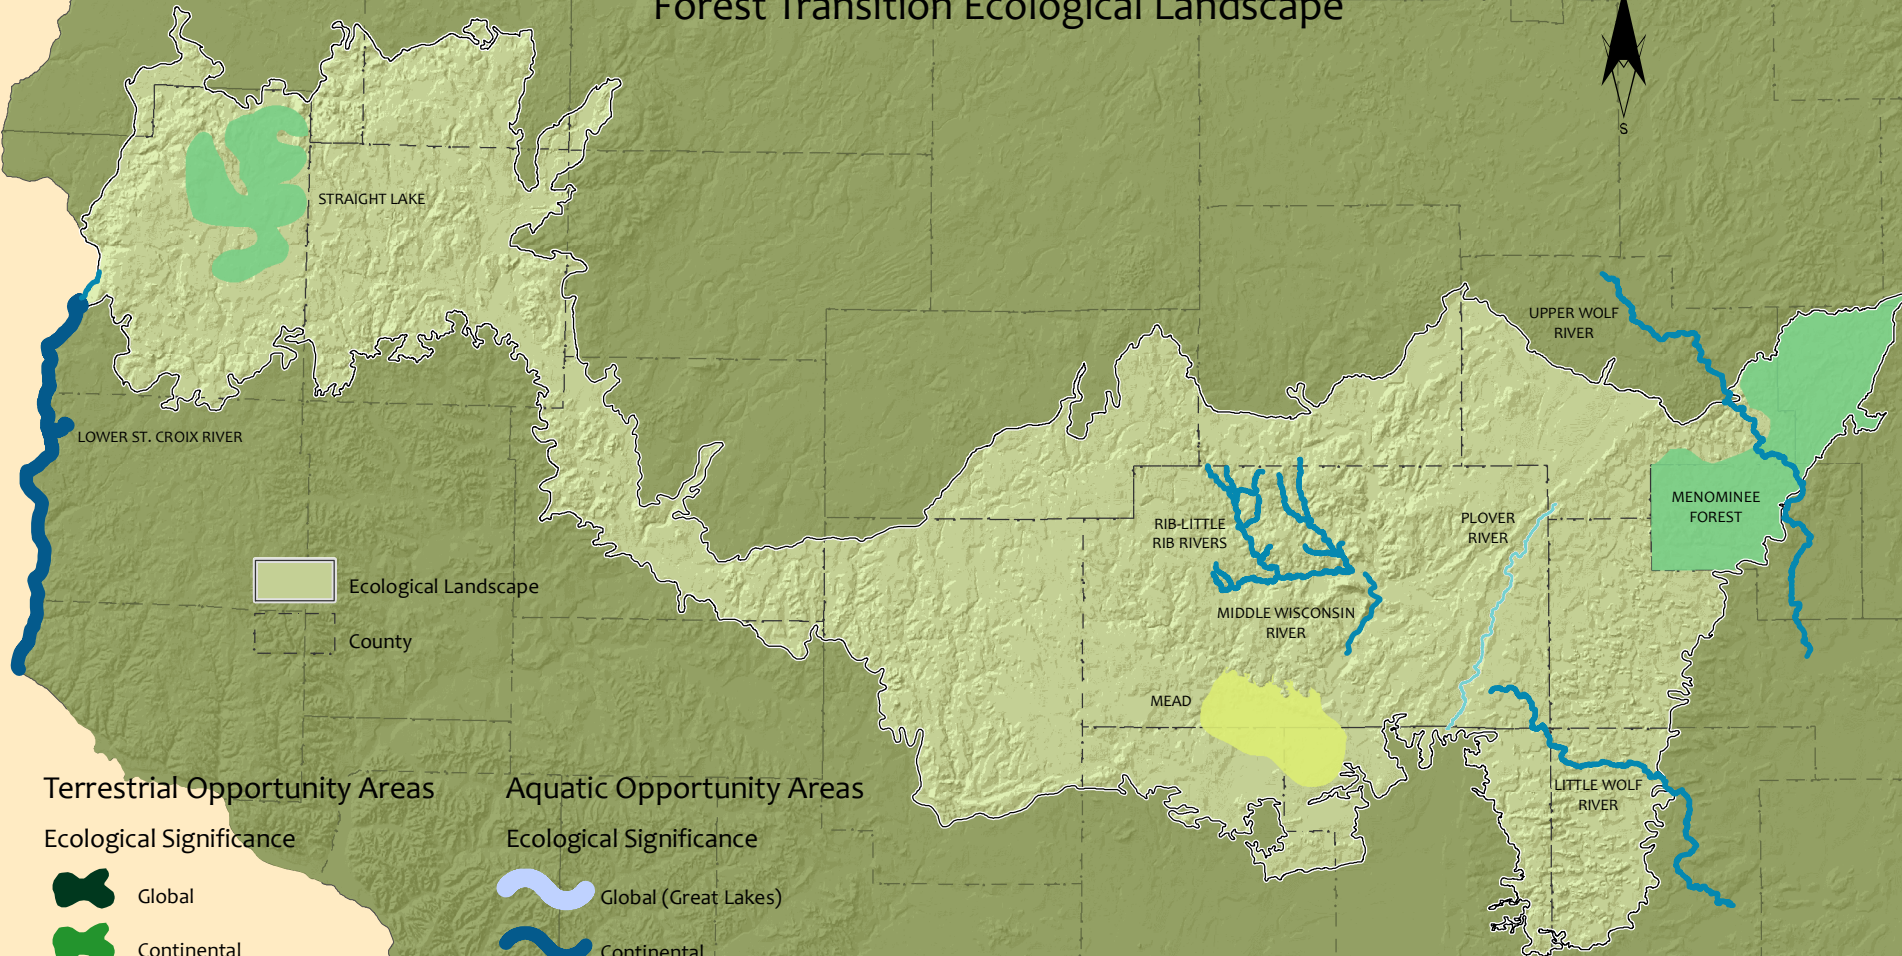 Forest Transition Ecological Landscape
S
STRAIGHT LAKE
UPPER WOLF
RIVER
LOWER ST. CROIX RIVER
MENOMINEE
FOREST
RIB-LITTLE
RIB RIVERS
PLOVER
RIVER
Ecological Landscape
County
MIDDLE WISCONSIN
RIVER
MEAD
LITTLE WOLF
RIVER
Terrestrial Opportunity Areas
Ecological Significance
Global
Continental
Aquatic Opportunity Areas
Ecological Significance
Global (Great Lakes)
Continental